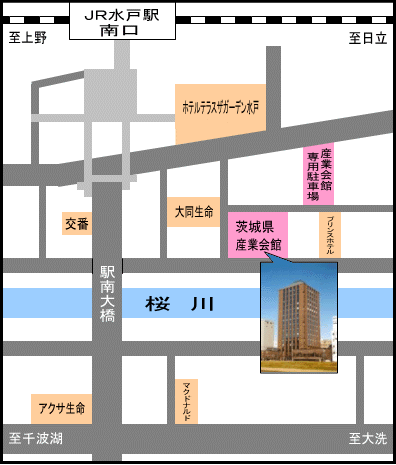 JR水戸駅
南口
至上野
至日立
ホテルテラスザガーデン水戸
産業会館
専用駐車場
大同生命
交番
茨城県
産業会館
プリンスホテル
駅南大橋
桜川
アクサ生命
マクドナルド
至千波湖
至大洗